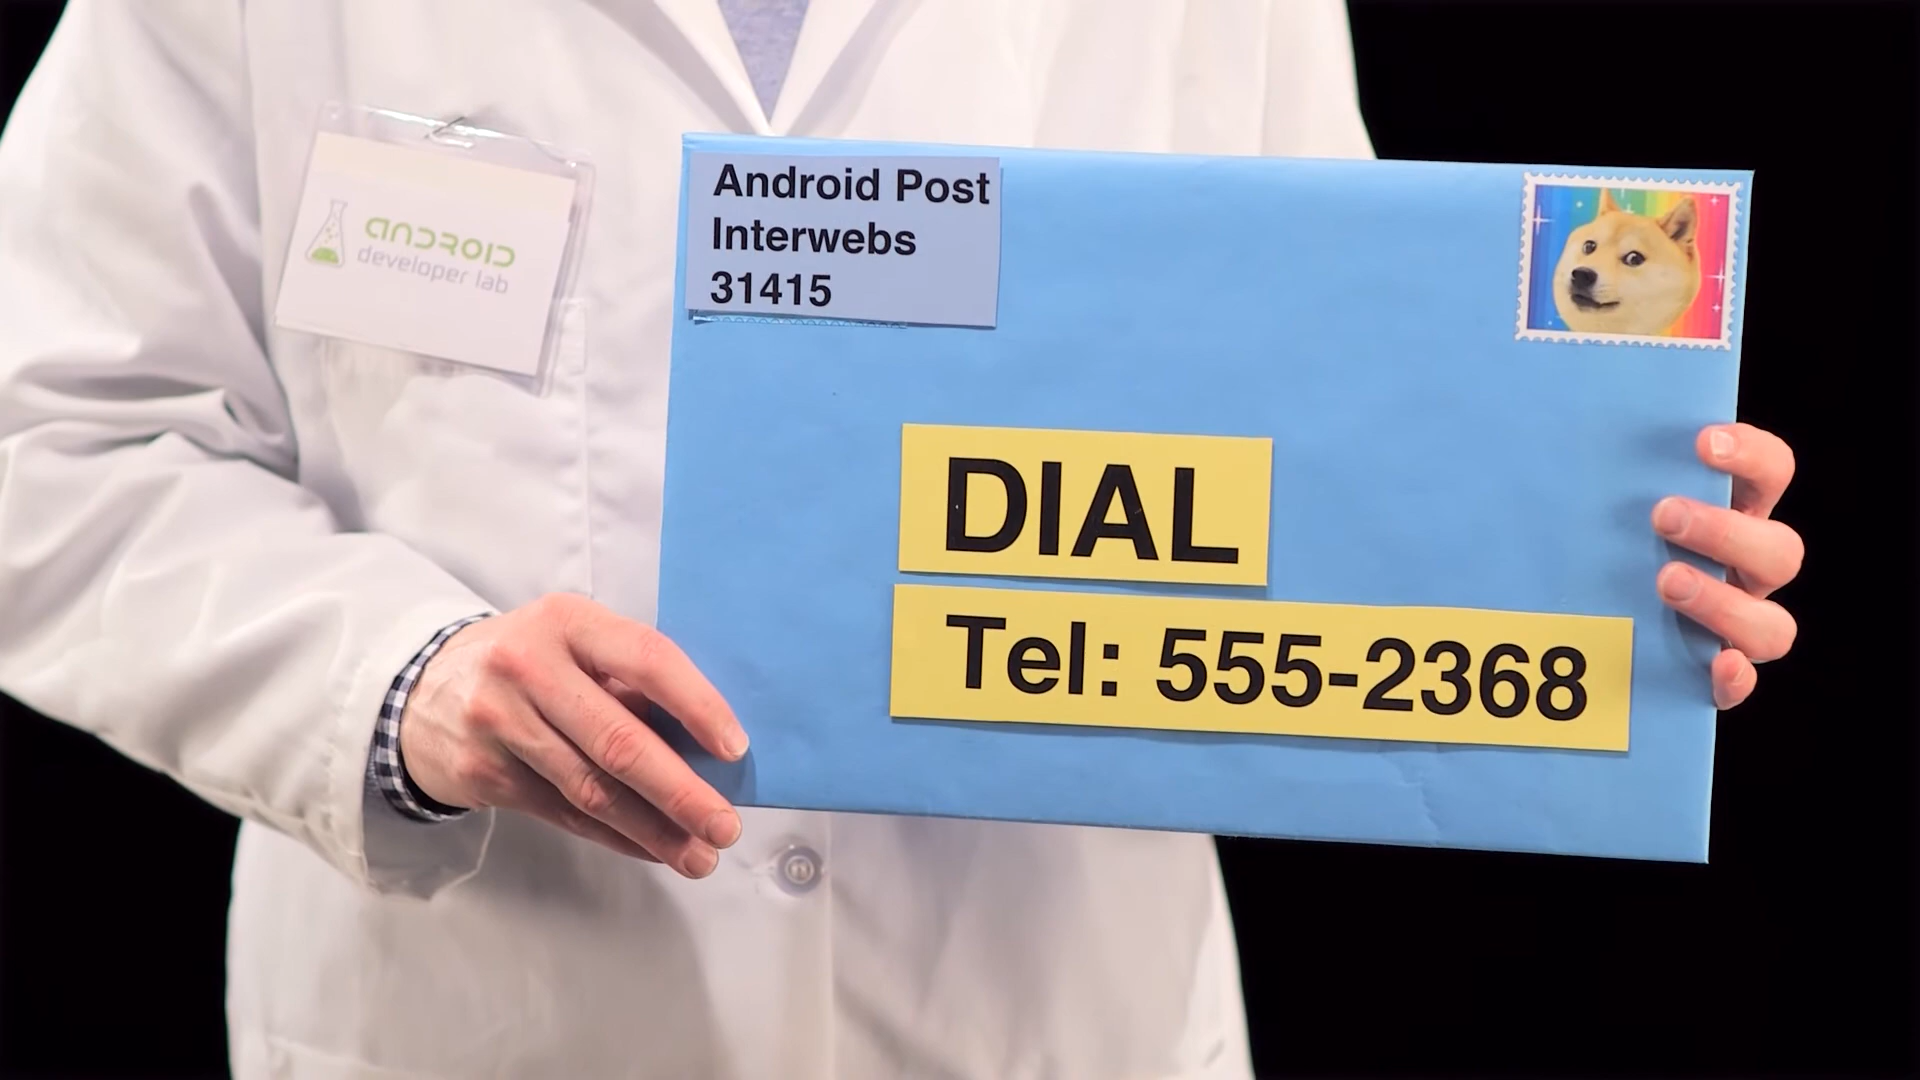 android
developer lab
Android Post
Interwebs
31415
DIAL
Tel: 555-2368